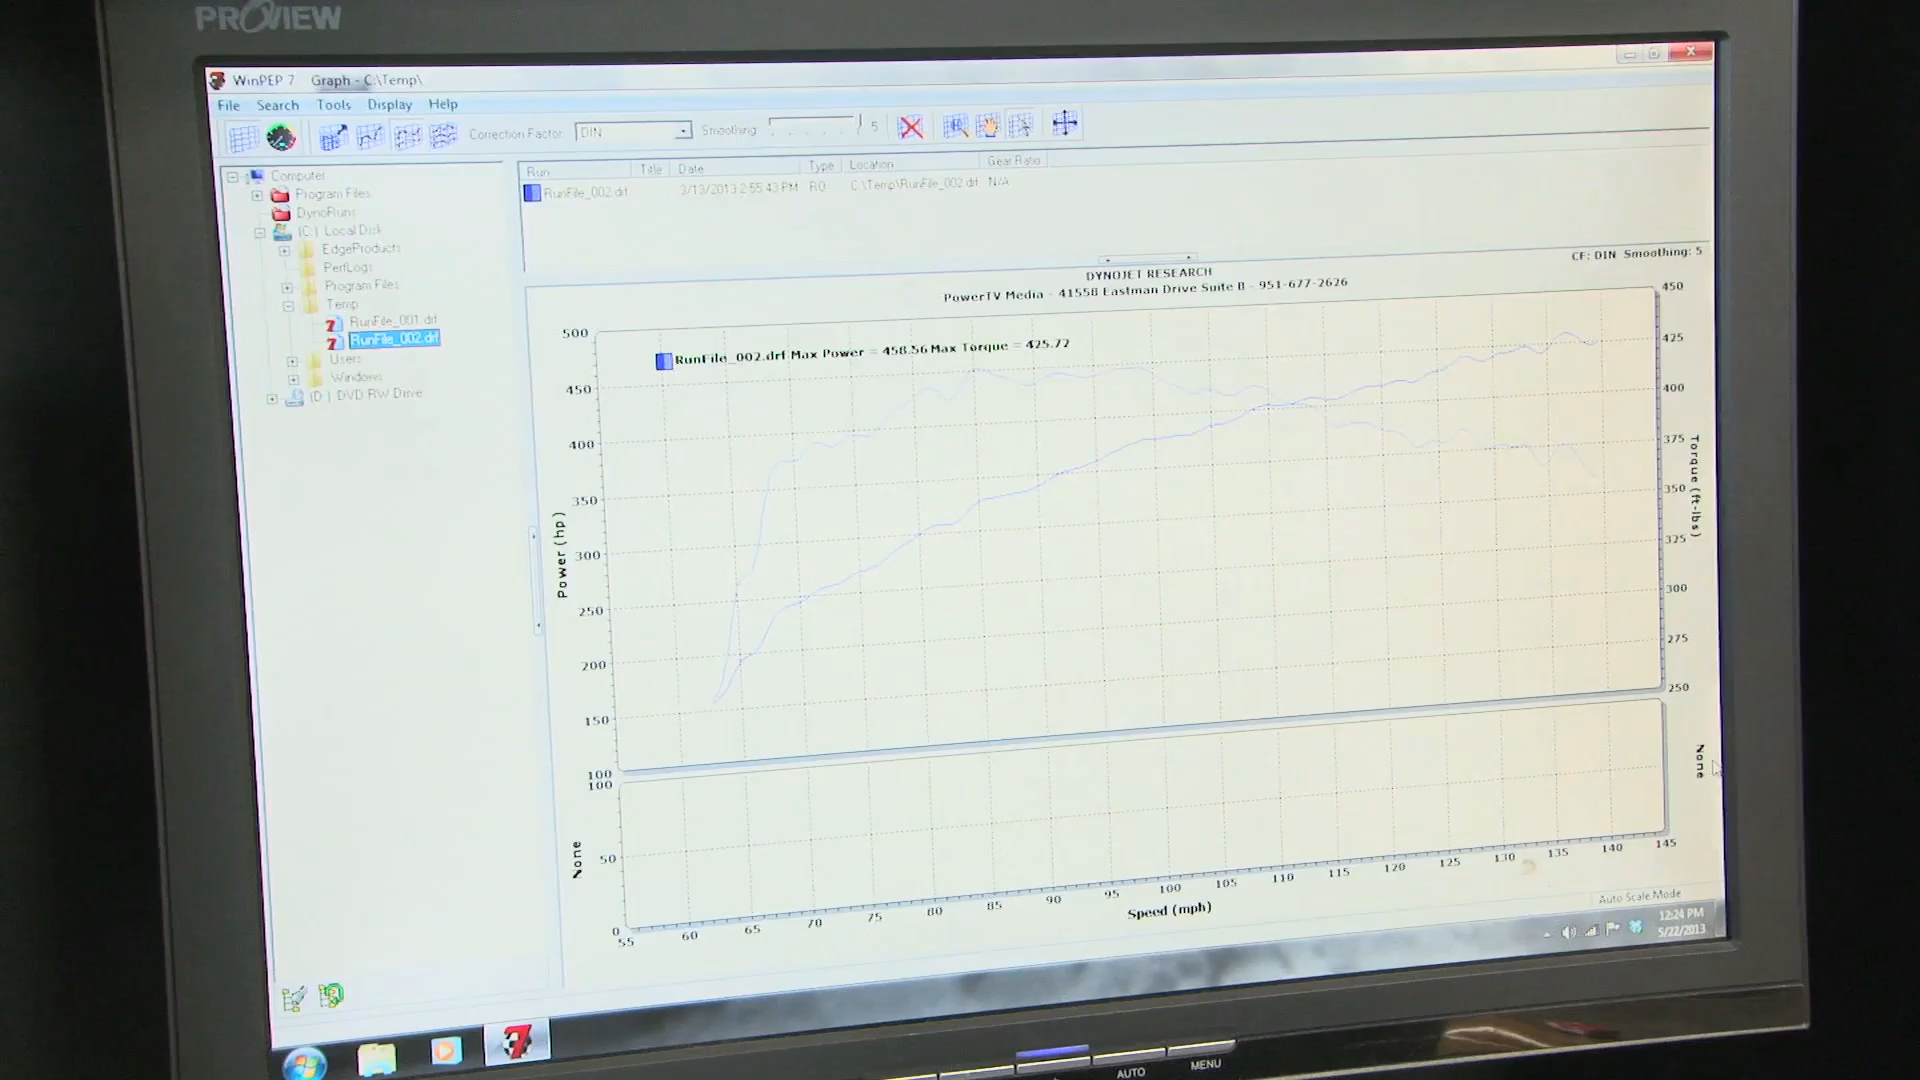 PROVIEW
WinPEP 7 Graph - C:\Temp\
File Search Tools Display Help
Correction Factor: DIN Smoothing: 5
Run Title Date Type Location Gear Ratio
RunFile_002.drf 3/13/2013 2:55:43 PM RO C:\Temp\RunFile_002.drf N/A
Computer
Program Files
DynoRuns
(C:) Local Disk
EdgeProducts
PerfLogs
Program Files
Temp
RunFile_001.drf
RunFile_002.drf
Users
Windows
(D:) DVD RW Drive
CF: DIN Smoothing: 5
DYNOJET RESEARCH
PowerTV Media - 41558 Eastman Drive Suite B - 951-677-2626
RunFile_002.drf Max Power = 458.56 Max Torque = 425.72
500
450
400
350
300
250
200
150
100
Power (hp)
450
425
400
375
350
325
300
275
250
Torque (ft-lbs)
100
50
0
None
None
55 60 65 70 75 80 85 90 95 100 105 110 115 120 125 130 135 140 145
Speed (mph)
Auto Scale Mode
12:24 PM
5/22/2013
AUTO MENU